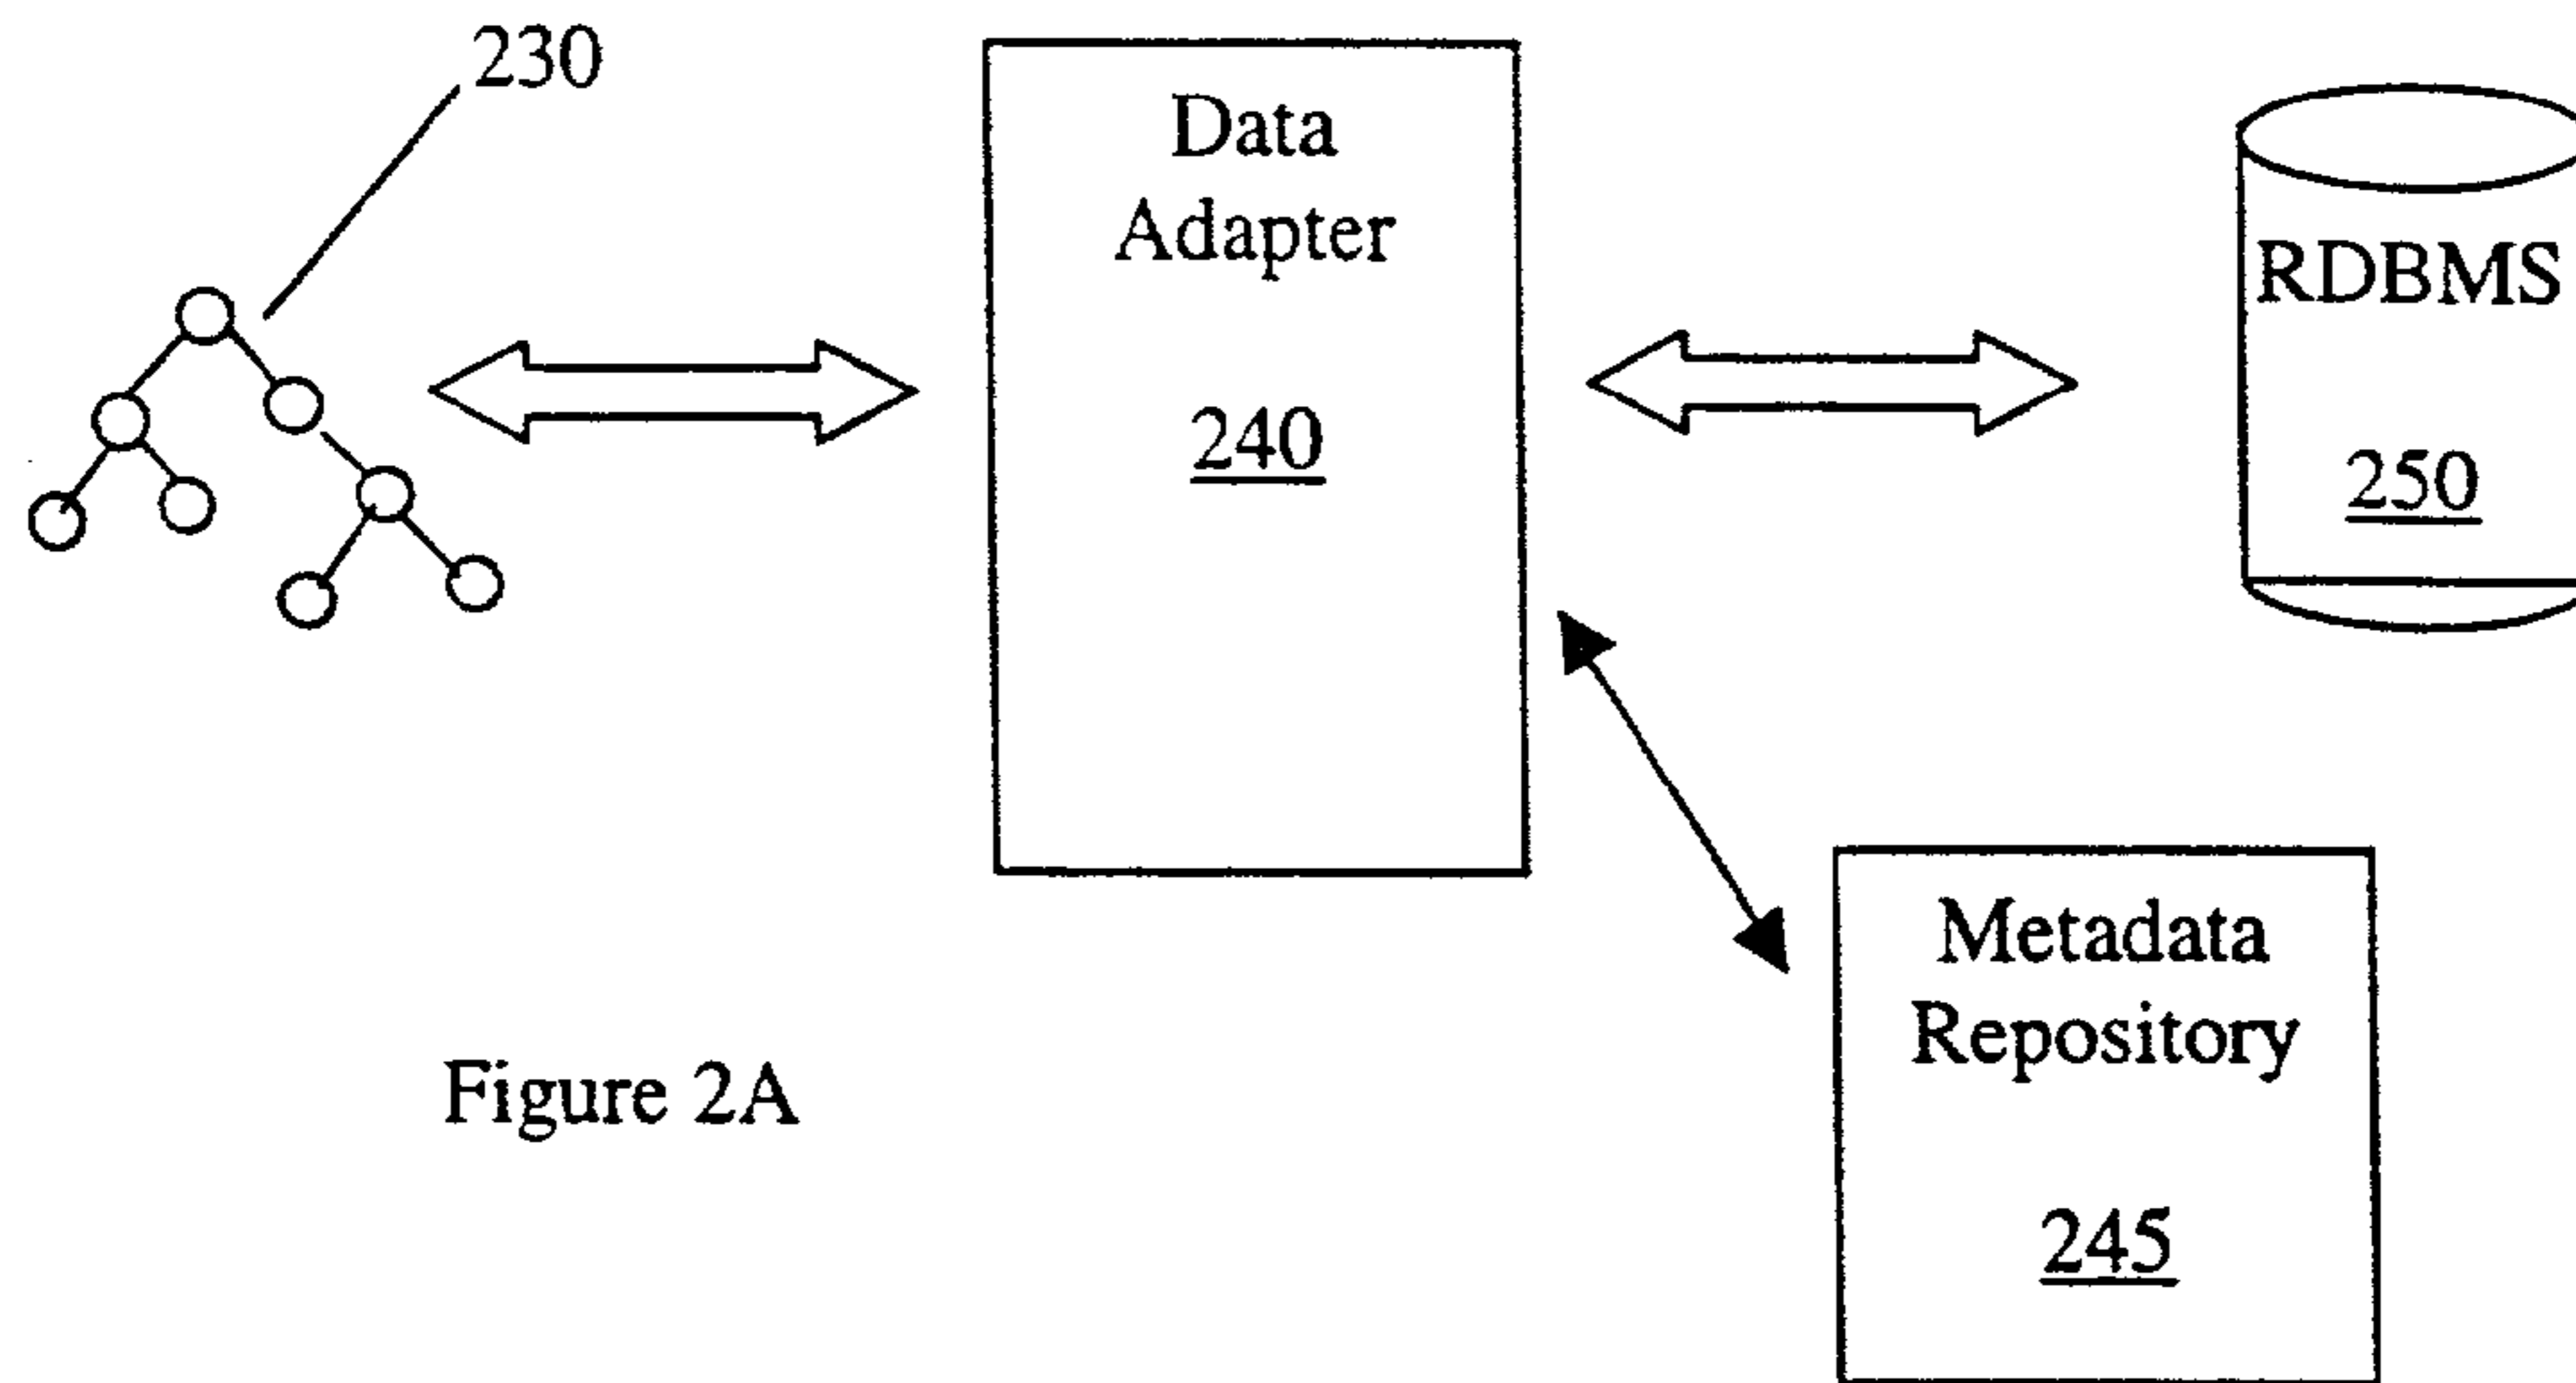 230
Data
Adapter
240
RDBMS
250
Metadata
Repository
245
Figure 2A